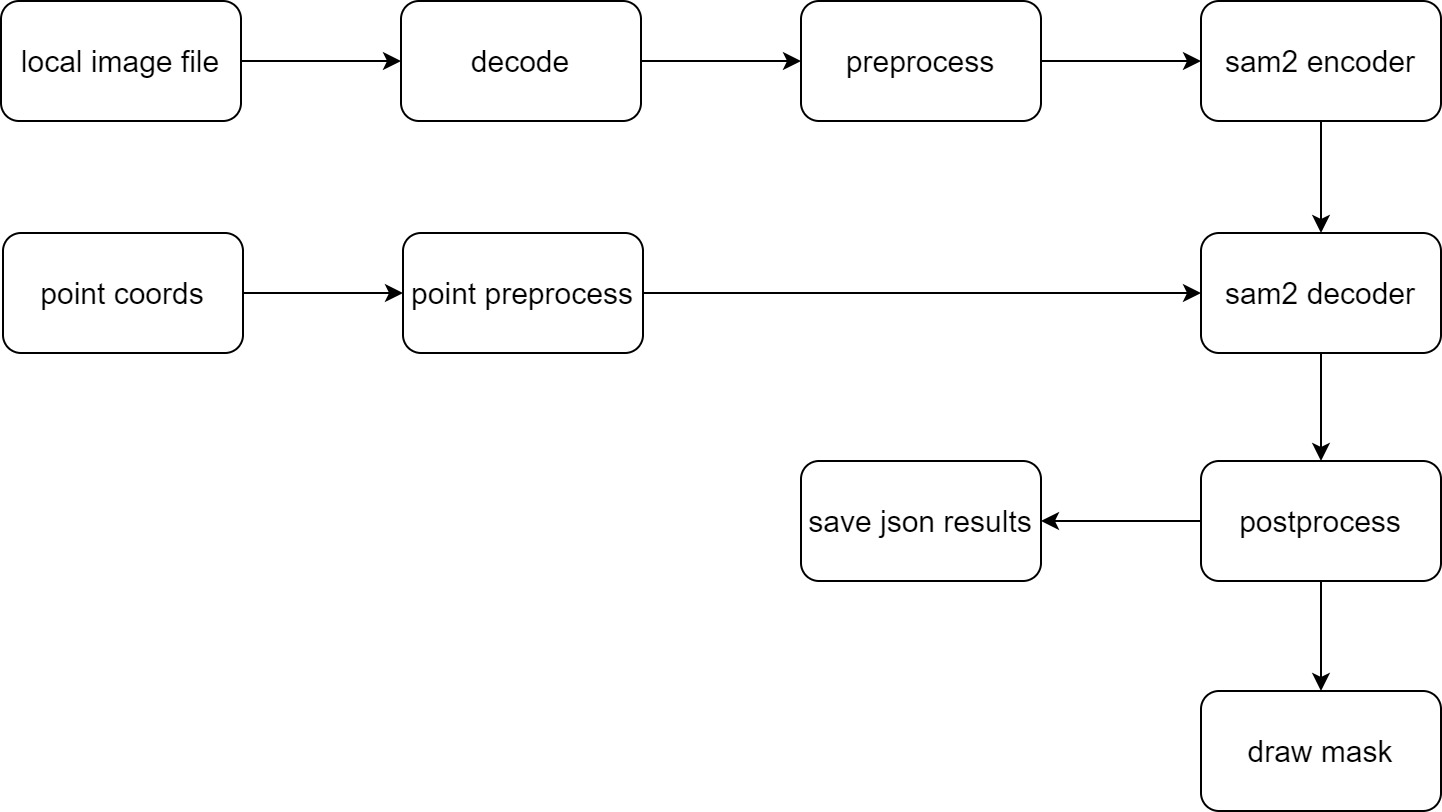 local image file
decode
preprocess
sam2 encoder
point coords
point preprocess
sam2 decoder
save json results
postprocess
draw mask